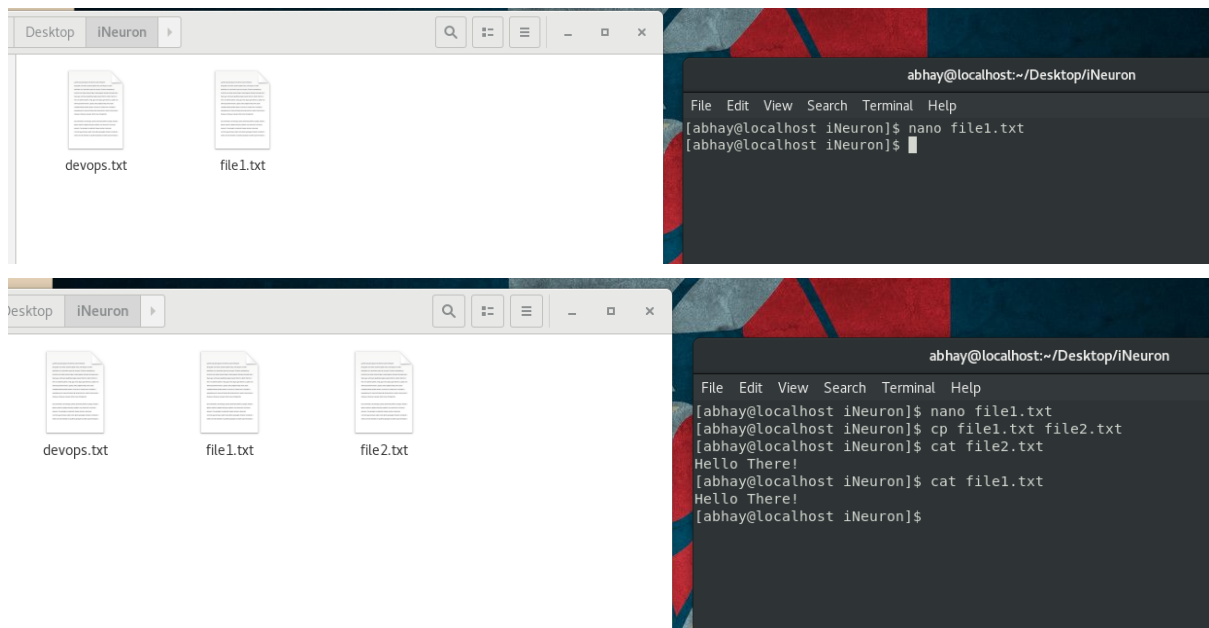 Desktop iNeuron
devops.txt file1.txt
abhay@localhost:~/Desktop/iNeuron
File Edit View Search Terminal Help
[abhay@localhost iNeuron]$ nano file1.txt
[abhay@localhost iNeuron]$
Desktop iNeuron
devops.txt file1.txt file2.txt
abhay@localhost:~/Desktop/iNeuron
File Edit View Search Terminal Help
[abhay@localhost iNeuron]$ nano file1.txt
[abhay@localhost iNeuron]$ cp file1.txt file2.txt
[abhay@localhost iNeuron]$ cat file2.txt
Hello There!
[abhay@localhost iNeuron]$ cat file1.txt
Hello There!
[abhay@localhost iNeuron]$